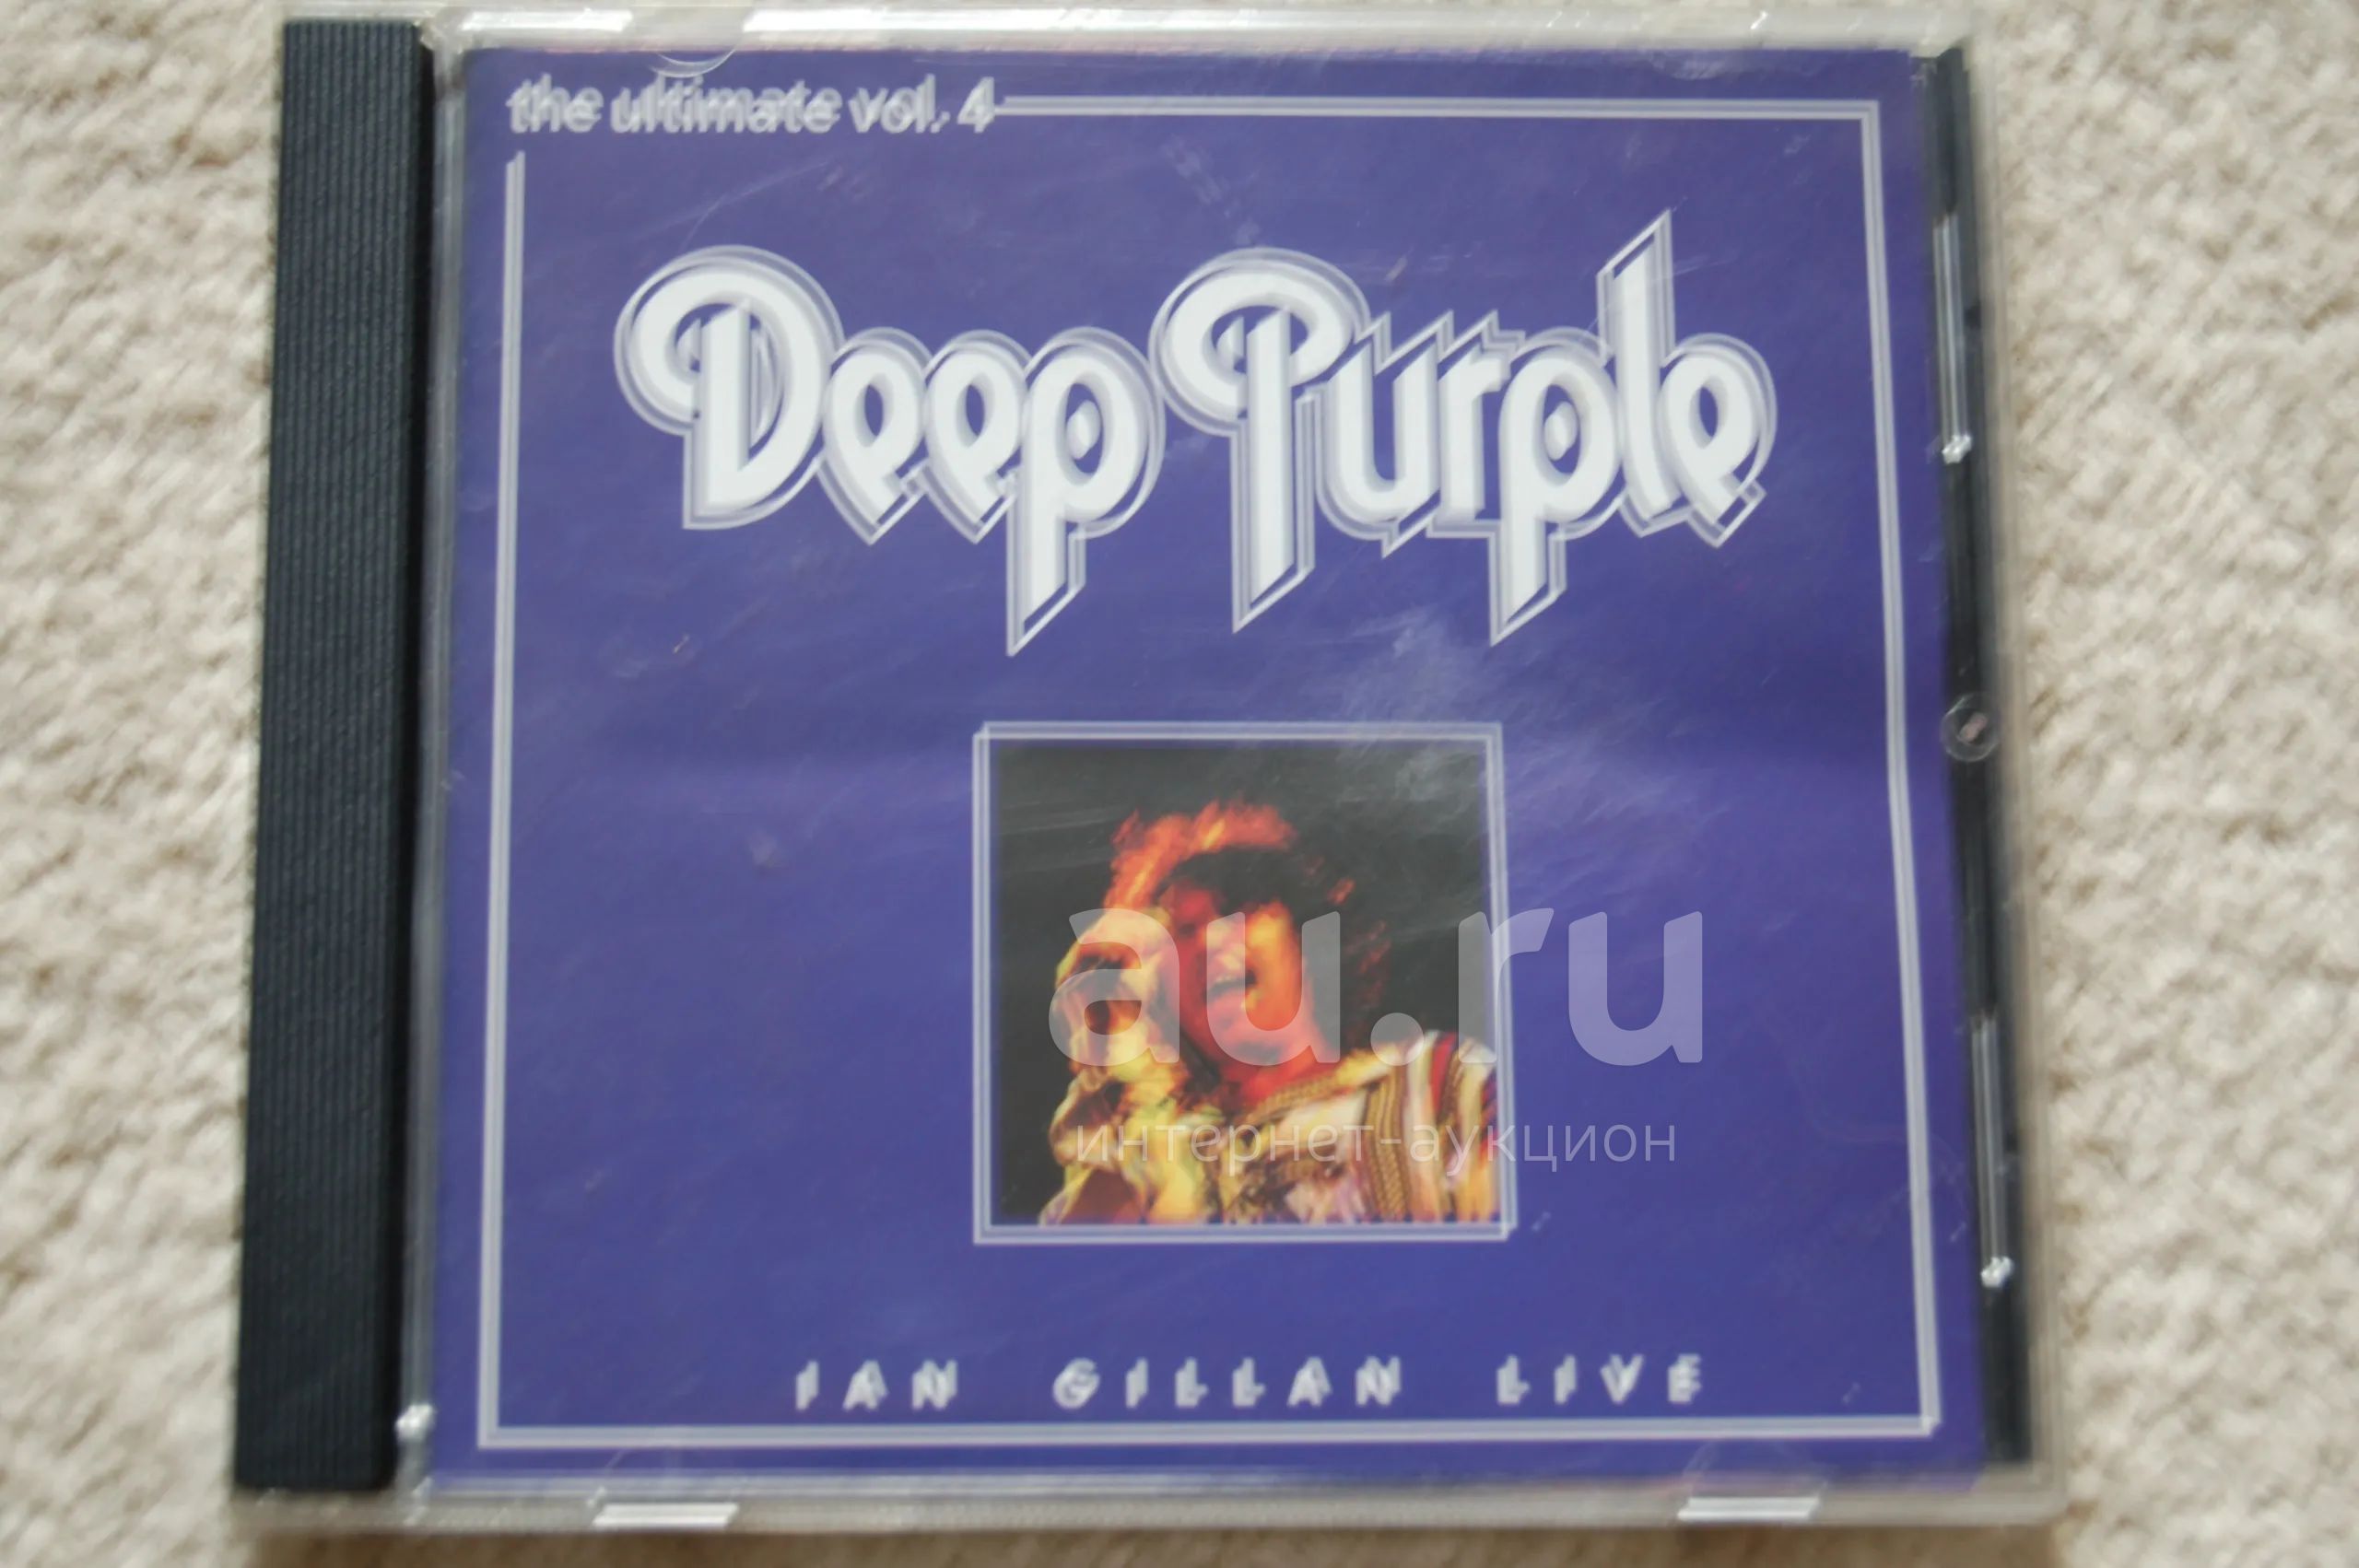 the ultimate vol. 4
Deep Purple
au.ru
интернет-аукцион
IAN GILLAN LIVE